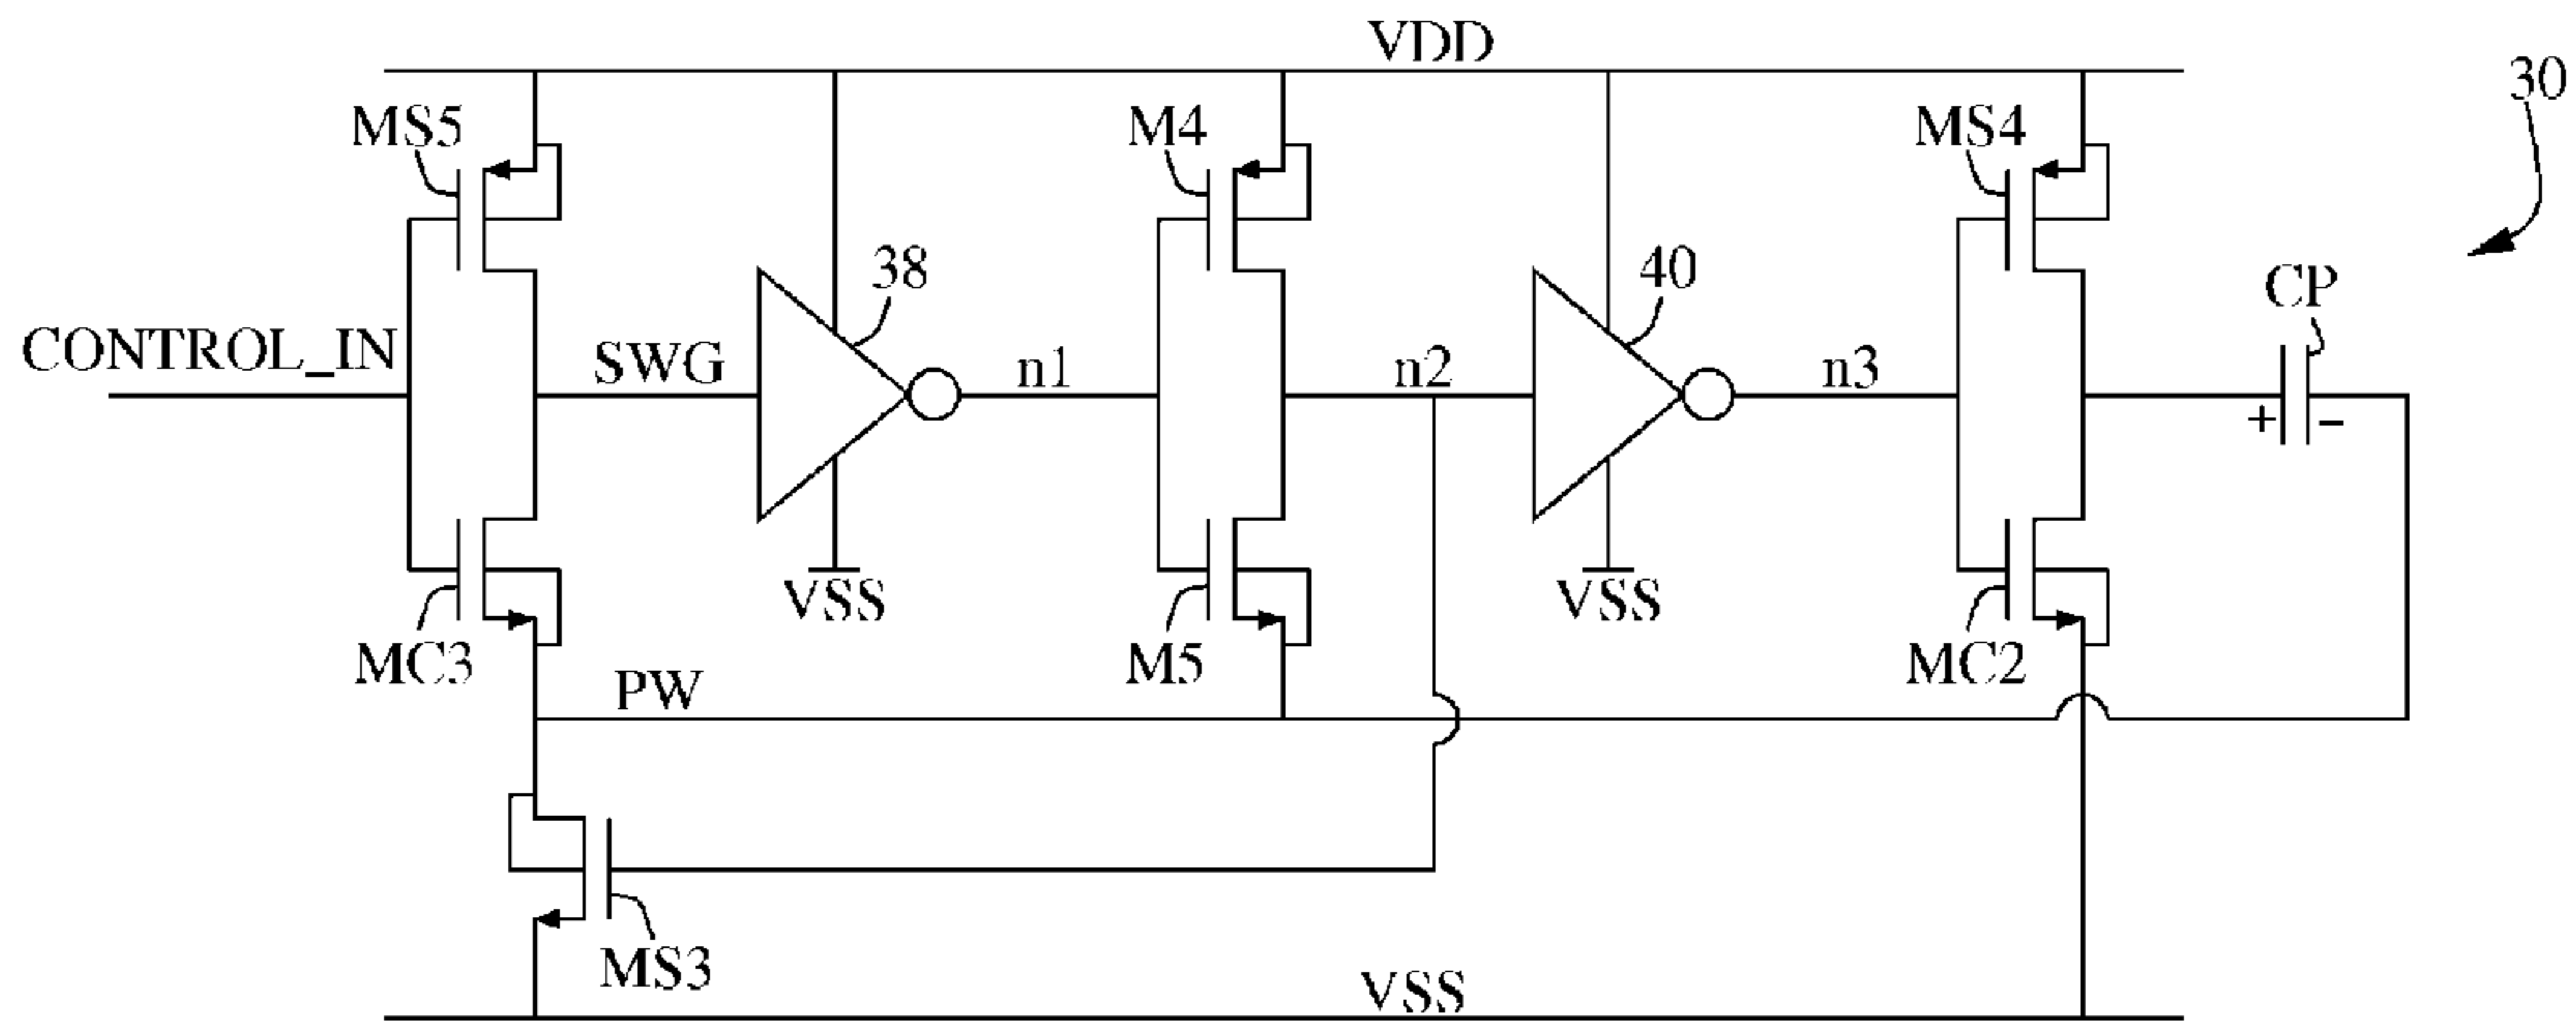 VDD
30
MS5
M4
MS4
38
40
CP
CONTROL_IN
SWG
n1
n2
n3
+
-
VSS
VSS
MC3
M5
MC2
PW
MS3
VSS